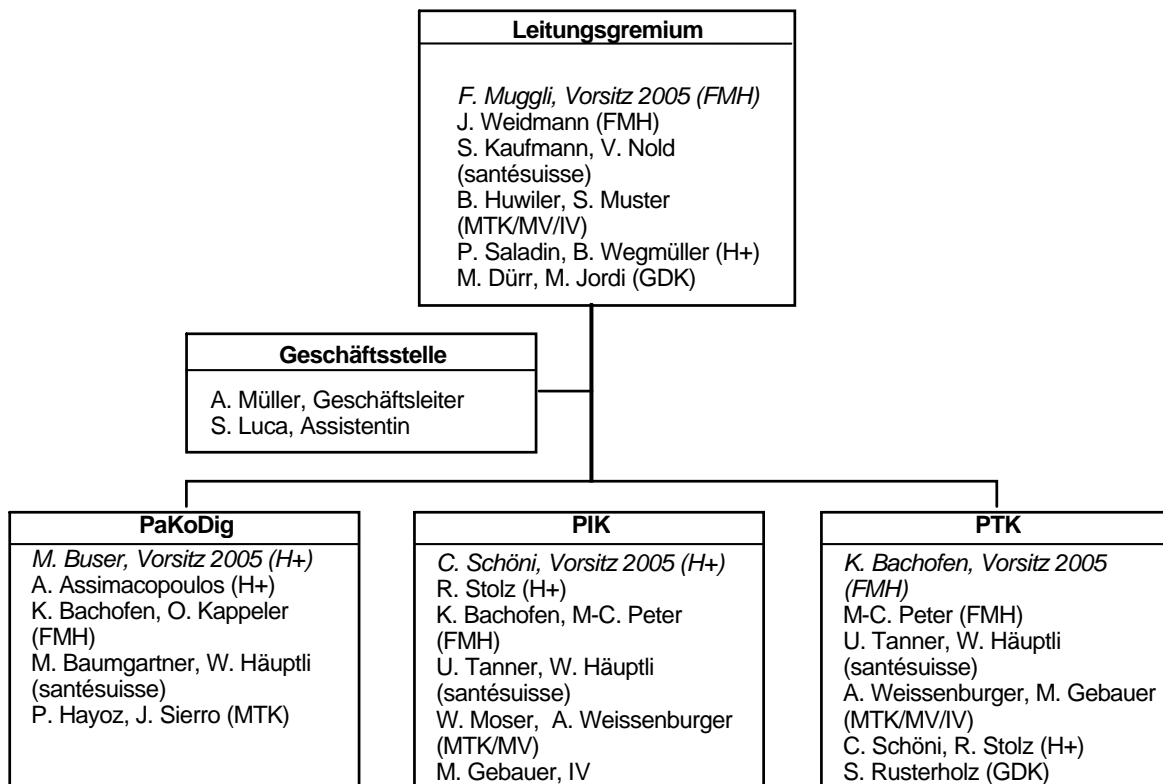 Leitungsgremium
F. Muggli, Vorsitz 2005 (FMH)
J. Weidmann (FMH)
S. Kaufmann, V. Nold
(santésuisse)
B. Huwiler, S. Muster
(MTK/MV/IV)
P. Saladin, B. Wegmüller (H+)
M. Dürr, M. Jordi (GDK)
Geschäftsstelle
A. Müller, Geschäftsleiter
S. Luca, Assistentin
PaKoDig
M. Buser, Vorsitz 2005 (H+)
A. Assimacopoulos (H+)
K. Bachofen, O. Kappeler
(FMH)
M. Baumgartner, W. Häuptli
(santésuisse)
P. Hayoz, J. Sierro (MTK)
PIK
C. Schöni, Vorsitz 2005 (H+)
R. Stolz (H+)
K. Bachofen, M-C. Peter
(FMH)
U. Tanner, W. Häuptli
(santésuisse)
W. Moser, A. Weissenburger
(MTK/MV)
M. Gebauer, IV
PTK
K. Bachofen, Vorsitz 2005
(FMH)
M-C. Peter (FMH)
U. Tanner, W. Häuptli
(santésuisse)
A. Weissenburger, M. Gebauer
(MTK/MV/IV)
C. Schöni, R. Stolz (H+)
S. Rusterholz (GDK)